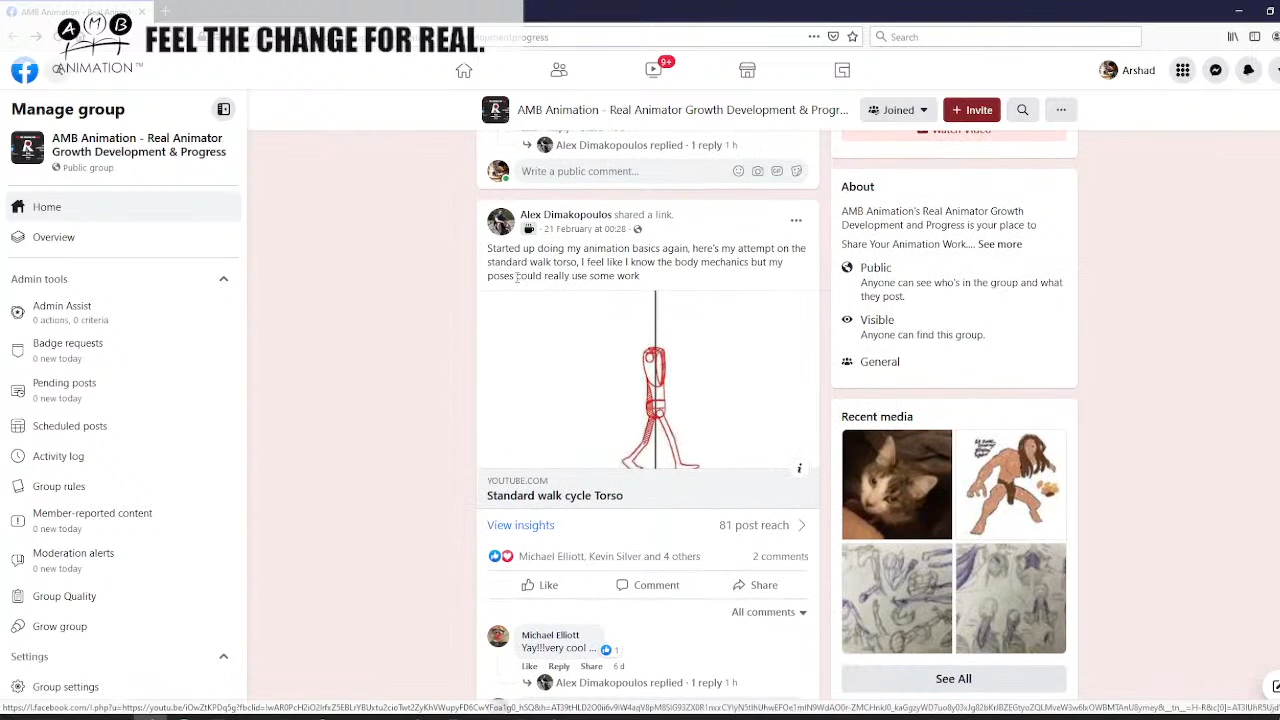 AMB Animation - Real Animat
AMB
ANIMATION™
FEEL THE CHANGE FOR REAL.
Search
9+
Arshad
Manage group
AMB Animation - Real Animator
Growth Development & Progress
Public group
Home
Overview
Admin tools
Admin Assist
0 actions, 0 criteria
Badge requests
0 new today
Pending posts
0 new today
Scheduled posts
Activity log
Group rules
Member-reported content
0 new today
Moderation alerts
0 new today
Group Quality
Grow group
Settings
Group settings
AMB Animation - Real Animator Growth Development & Progr...
Joined
+ Invite
Alex Dimakopoulos replied · 1 reply 1 h
Write a public comment...
Alex Dimakopoulos shared a link.
21 February at 00:28 ·
Started up doing my animation basics again, here's my attempt on the
standard walk torso, I feel like I know the body mechanics but my
poses could really use some work
YOUTUBE.COM
Standard walk cycle Torso
View insights
81 post reach
Michael Elliott, Kevin Silver and 4 others
2 comments
Like
Comment
Share
All comments
Michael Elliott
Yay!!!very cool ...
1
Like Reply Share 6 d
Alex Dimakopoulos replied · 1 reply 1 h
Watch Video
About
AMB Animation's Real Animator Growth
Development and Progress is your place to
Share Your Animation Work.... See more
Public
Anyone can see who's in the group and what
they post.
Visible
Anyone can find this group.
General
Recent media
See All